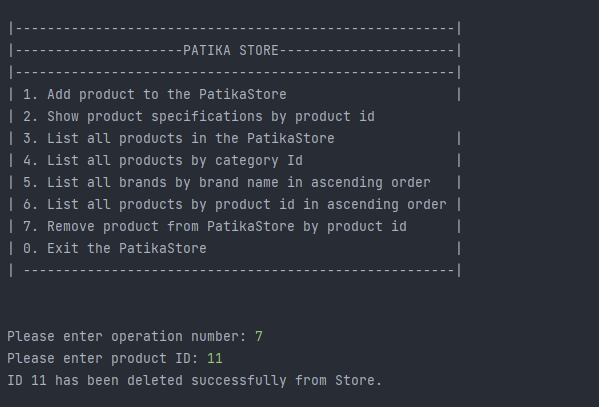 |-------------------------------------------------------|
|---------------------PATIKA STORE----------------------|
|-------------------------------------------------------|
| 1. Add product to the PatikaStore                     |
| 2. Show product specifications by product id
| 3. List all products in the PatikaStore               |
| 4. List all products by category Id                   |
| 5. List all brands by brand name in ascending order   |
| 6. List all products by product id in ascending order |
| 7. Remove product from PatikaStore by product id      |
| 0. Exit the PatikaStore                               |
| ------------------------------------------------------|
Please enter operation number: 7
Please enter product ID: 11
ID 11 has been deleted successfully from Store.